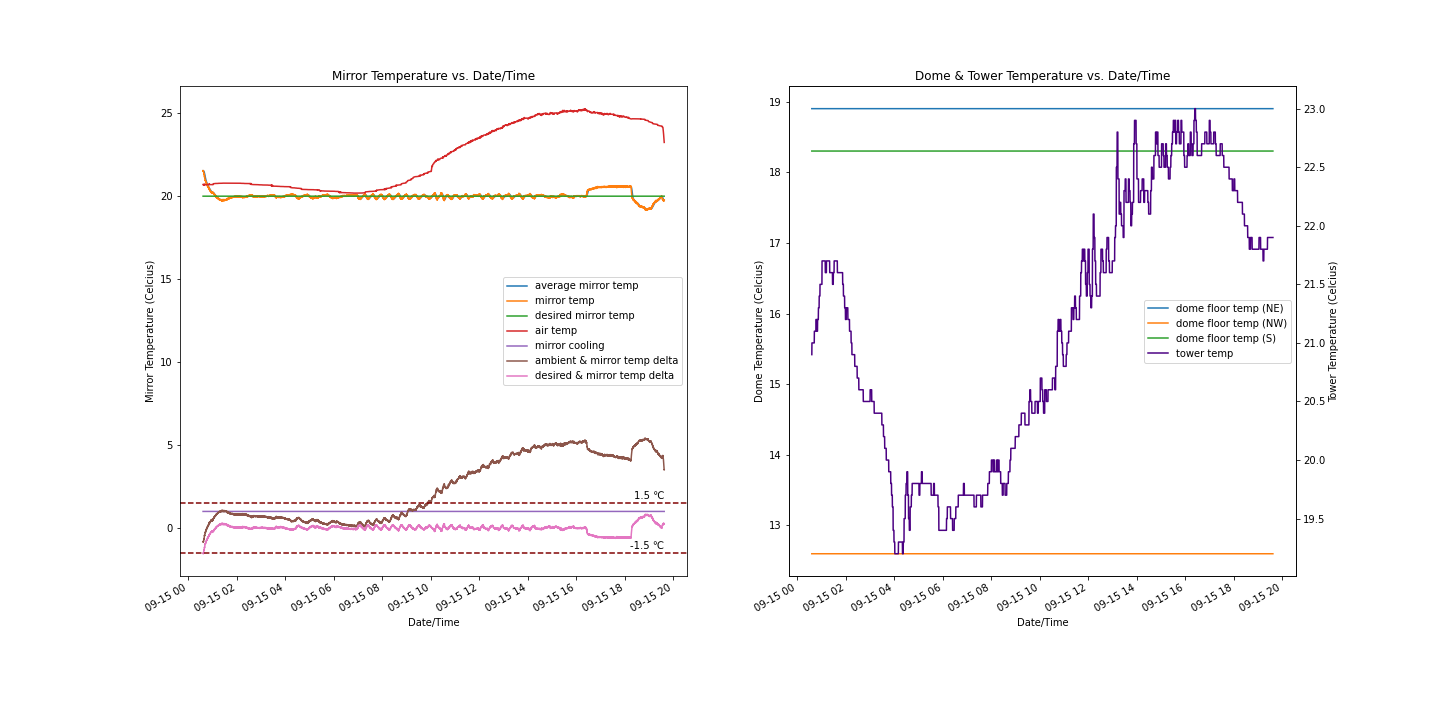 Mirror Temperature vs. Date/Time
Mirror Temperature (Celcius)
25
20
15
10
5
0
average mirror temp
mirror temp
desired mirror temp
air temp
mirror cooling
ambient & mirror temp delta
desired & mirror temp delta
1.5 °C
-1.5 °C
09-15 00
09-15 02
09-15 04
09-15 06
09-15 08
09-15 10
09-15 12
09-15 14
09-15 16
09-15 18
09-15 20
Date/Time
Dome & Tower Temperature vs. Date/Time
Dome Temperature (Celcius)
19
18
17
16
15
14
13
dome floor temp (NE)
dome floor temp (NW)
dome floor temp (S)
tower temp
23.0
22.5
22.0
21.5
21.0
20.5
20.0
19.5
Tower Temperature (Celcius)
09-15 00
09-15 02
09-15 04
09-15 06
09-15 08
09-15 10
09-15 12
09-15 14
09-15 16
09-15 18
09-15 20
Date/Time